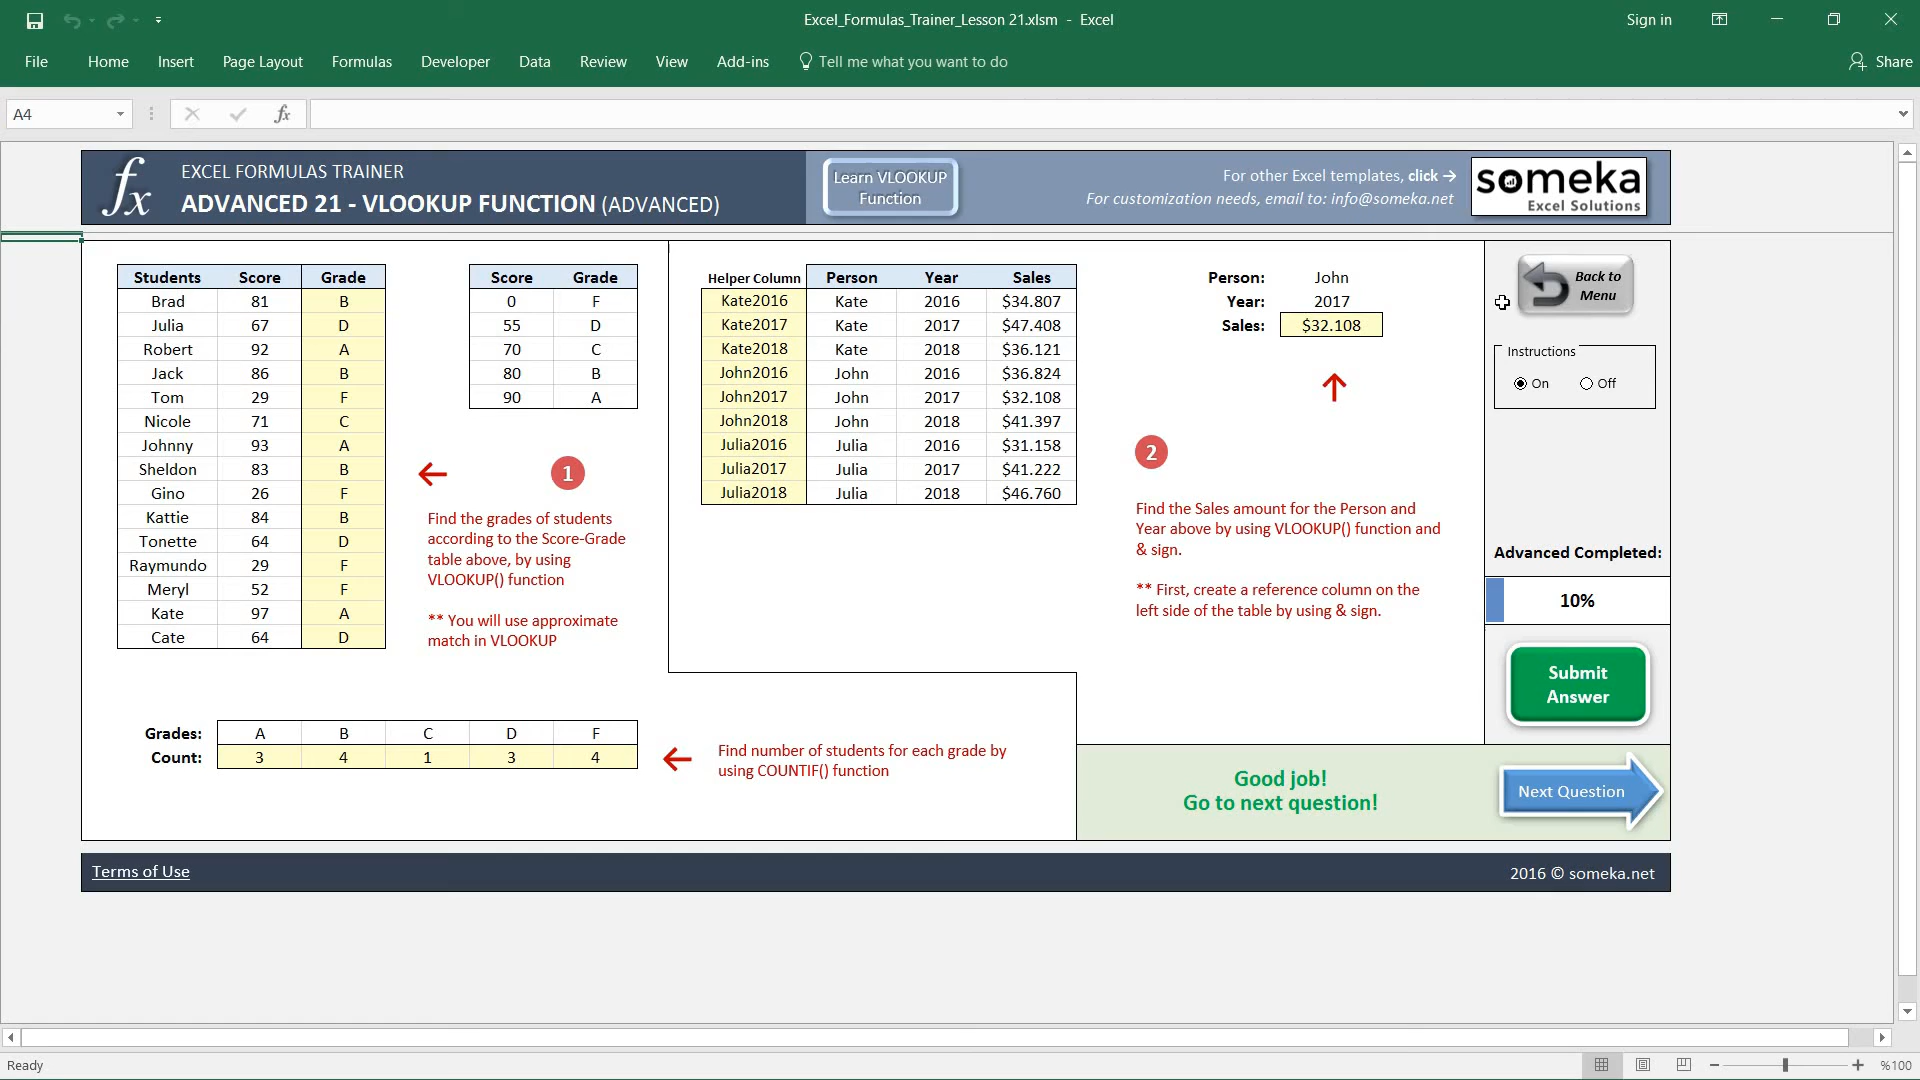 Excel_Formulas_Trainer_Lesson 21.xlsm - Excel
Sign in
File Home Insert Page Layout Formulas Developer Data Review View Add-ins Tell me what you want to do Share
A4 fx
fx
EXCEL FORMULAS TRAINER
ADVANCED 21 - VLOOKUP FUNCTION (ADVANCED)
Learn VLOOKUP
Function
For other Excel templates, click →
For customization needs, email to: info@someka.net
someka
Excel Solutions
Students Score Grade
Brad 81 B
Julia 67 D
Robert 92 A
Jack 86 B
Tom 29 F
Nicole 71 C
Johnny 93 A
Sheldon 83 B
Gino 26 F
Kattie 84 B
Tonette 64 D
Raymundo 29 F
Meryl 52 F
Kate 97 A
Cate 64 D
Score Grade
0 F
55 D
70 C
80 B
90 A
1
Find the grades of students
according to the Score-Grade
table above, by using
VLOOKUP() function
** You will use approximate
match in VLOOKUP
Grades: A B C D F
Count: 3 4 1 3 4
Find number of students for each grade by
using COUNTIF() function
Helper Column Person Year Sales
Kate2016 Kate 2016 $34.807
Kate2017 Kate 2017 $47.408
Kate2018 Kate 2018 $36.121
John2016 John 2016 $36.824
John2017 John 2017 $32.108
John2018 John 2018 $41.397
Julia2016 Julia 2016 $31.158
Julia2017 Julia 2017 $41.222
Julia2018 Julia 2018 $46.760
Person: John
Year: 2017
Sales: $32.108
2
Find the Sales amount for the Person and
Year above by using VLOOKUP() function and
& sign.
** First, create a reference column on the
left side of the table by using & sign.
Back to
Menu
Instructions
On Off
Advanced Completed:
10%
Submit
Answer
Good job!
Go to next question!
Next Question
Terms of Use
2016 © someka.net
Ready
%100